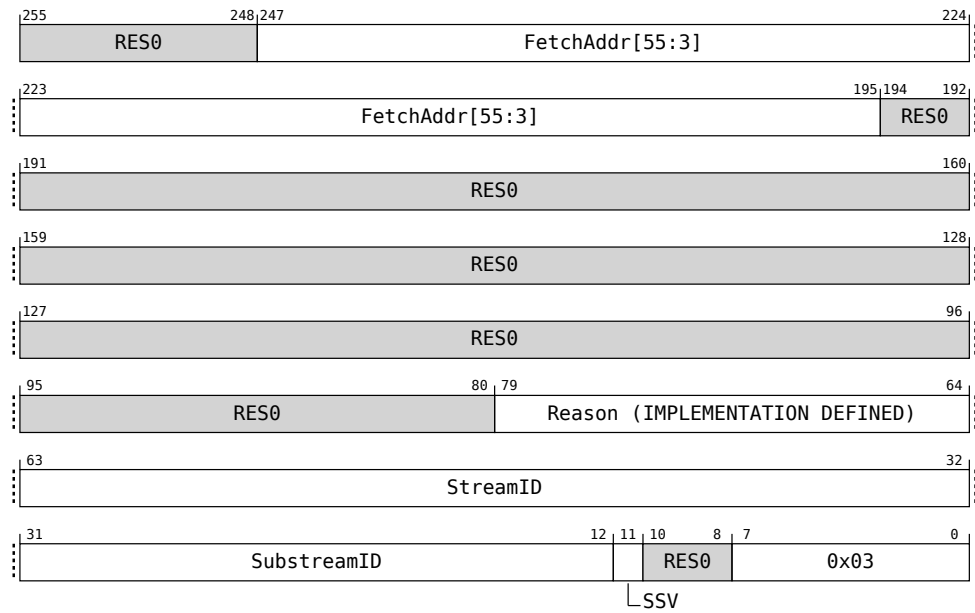 255 248 247 224
RES0 FetchAddr[55:3]
223 195 194 192
FetchAddr[55:3] RES0
191 160
RES0
159 128
RES0
127 96
RES0
95 80 79 64
RES0 Reason (IMPLEMENTATION DEFINED)
63 32
StreamID
31 12 11 10 8 7 0
SubstreamID RES0 0x03
SSV